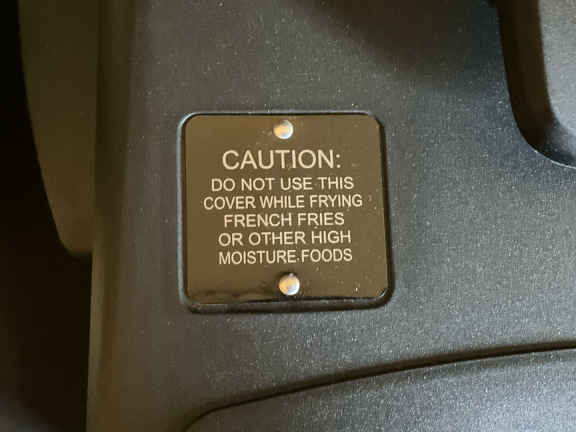 CAUTION:
DO NOT USE THIS
COVER WHILE FRYING
FRENCH FRIES
OR OTHER HIGH
MOISTURE FOODS